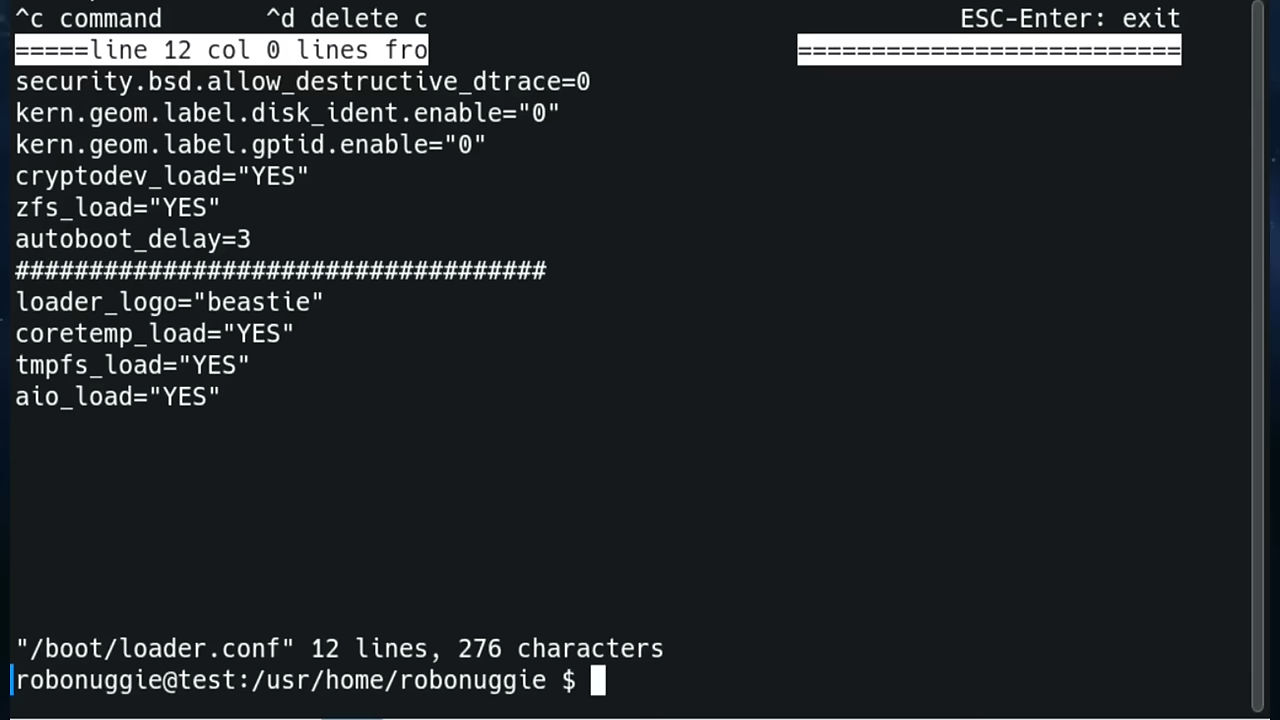 ^c command ^d delete c ESC-Enter: exit
=====line 12 col 0 lines fro ==========================
security.bsd.allow_destructive_dtrace=0
kern.geom.label.disk_ident.enable="0"
kern.geom.label.gptid.enable="0"
cryptodev_load="YES"
zfs_load="YES"
autoboot_delay=3
####################################
loader_logo="beastie"
coretemp_load="YES"
tmpfs_load="YES"
aio_load="YES"
"/boot/loader.conf" 12 lines, 276 characters
robonuggie@test:/usr/home/robonuggie $